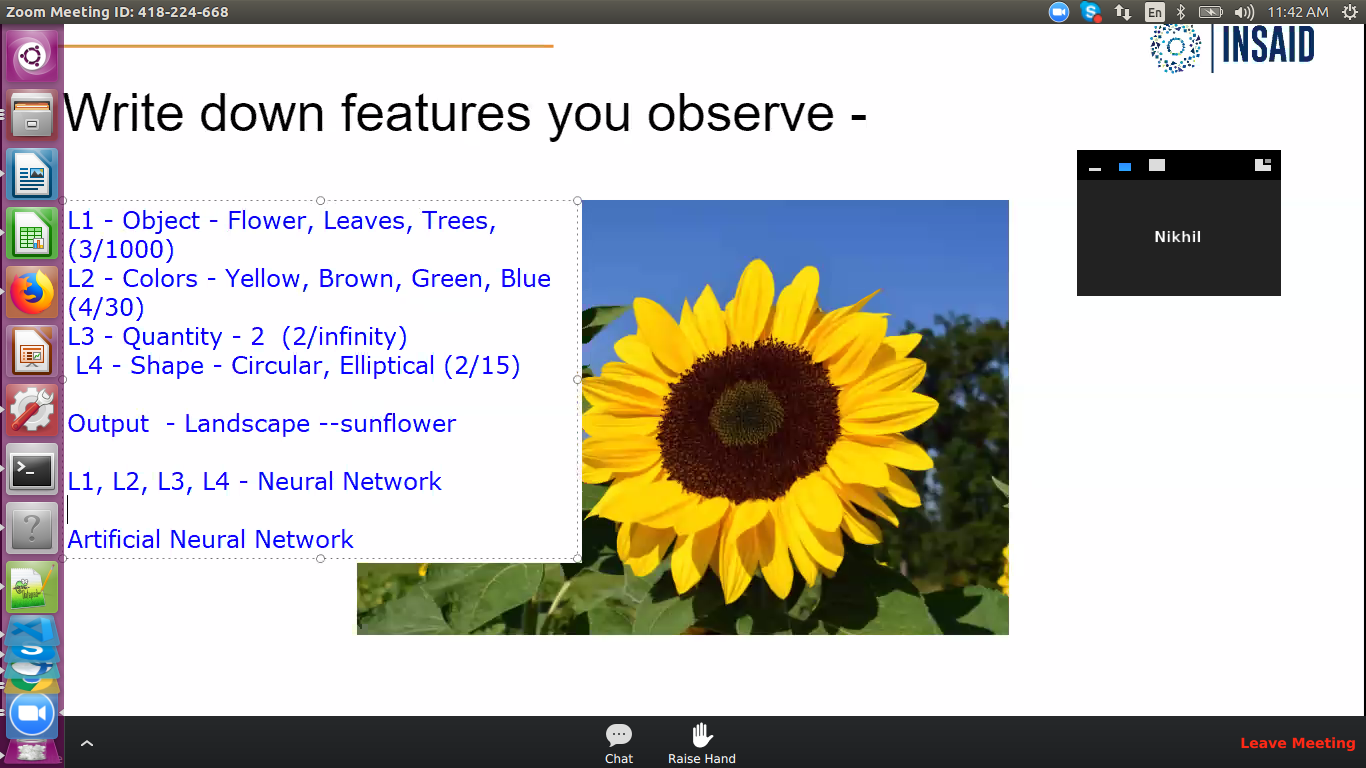 Zoom Meeting ID: 418-224-668
En
11:42 AM
INSAID
Write down features you observe -
L1 - Object - Flower, Leaves, Trees,
(3/1000)
L2 - Colors - Yellow, Brown, Green, Blue
(4/30)
L3 - Quantity - 2  (2/infinity)
L4 - Shape - Circular, Elliptical (2/15)
Output  - Landscape --sunflower
L1, L2, L3, L4 - Neural Network
Artificial Neural Network
Nikhil
Chat
Raise Hand
Leave Meeting